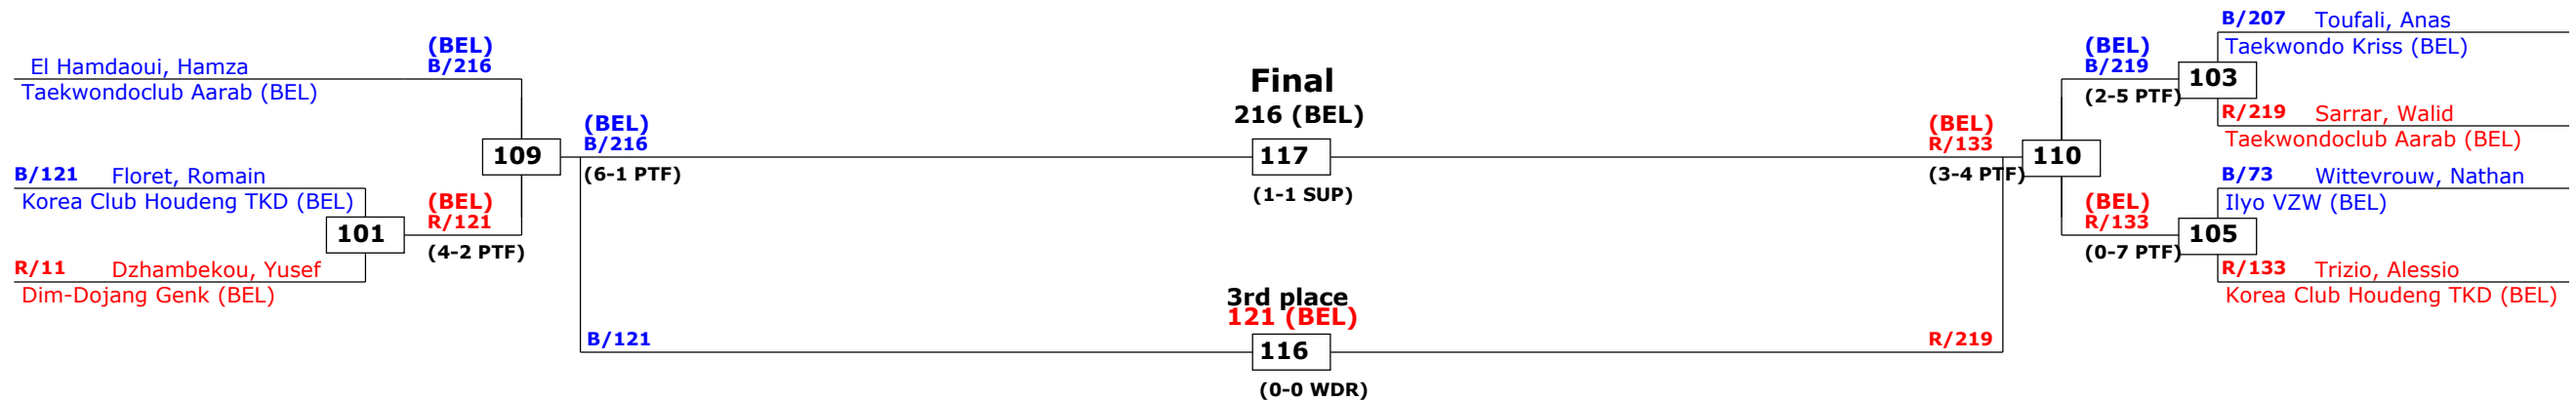 (BEL)
B/216
El Hamdaoui, Hamza
Taekwondoclub Aarab (BEL)
109
(BEL)
B/216
(6-1 PTF)
B/121 Floret, Romain
Korea Club Houdeng TKD (BEL)
101
(BEL)
R/121
(4-2 PTF)
R/11 Dzhambekou, Yusef
Dim-Dojang Genk (BEL)
Final
216 (BEL)
117
(1-1 SUP)
3rd place
121 (BEL)
B/121
116
R/219
(0-0 WDR)
(BEL)
R/133
(3-4 PTF)
110
(BEL)
B/219
(2-5 PTF)
103
B/207 Toufali, Anas
Taekwondo Kriss (BEL)
R/219 Sarrar, Walid
Taekwondoclub Aarab (BEL)
(BEL)
R/133
(0-7 PTF)
105
B/73 Wittevrouw, Nathan
Ilyo VZW (BEL)
R/133 Trizio, Alessio
Korea Club Houdeng TKD (BEL)